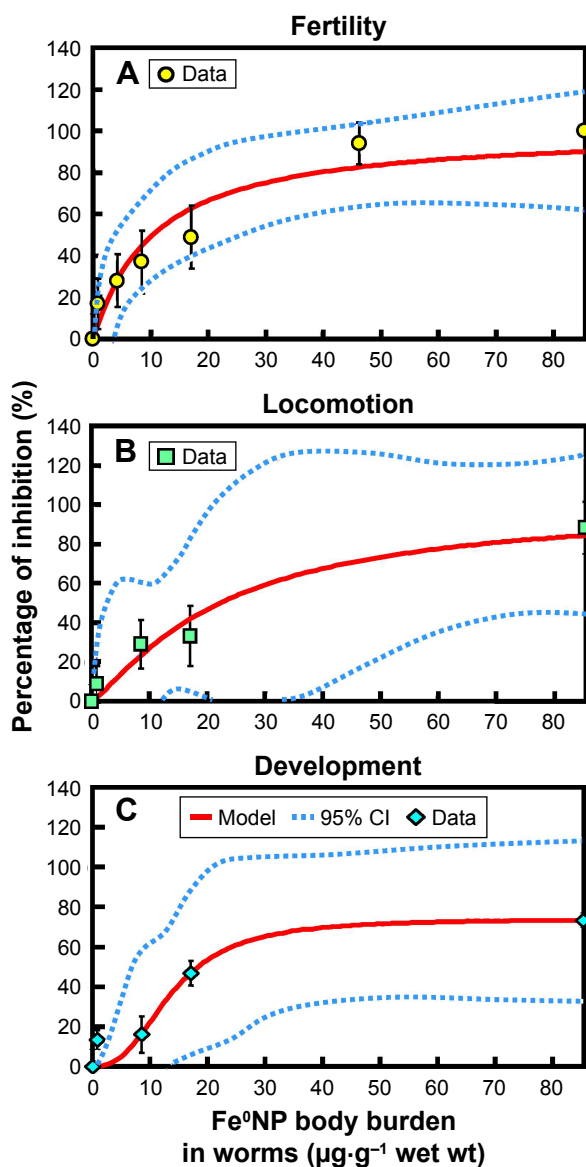 Fertility
A
Data
140
120
100
80
60
40
20
0
0 10 20 30 40 50 60 70 80
Locomotion
B
Data
140
120
100
80
60
40
20
0
0 10 20 30 40 50 60 70 80
Development
C
Model 95% CI Data
140
120
100
80
60
40
20
0
0 10 20 30 40 50 60 70 80
Percentage of inhibition (%)
Fe⁰NP body burden
in worms (µg·g⁻¹ wet wt)